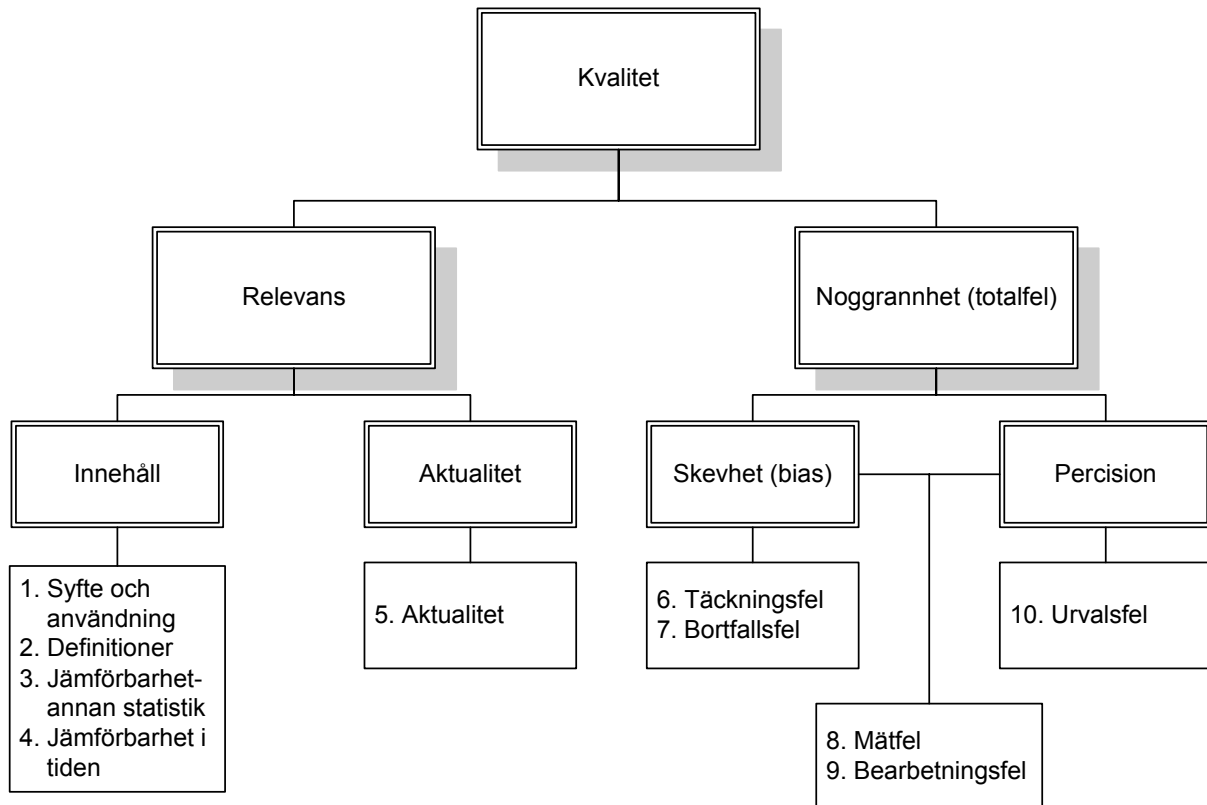 Kvalitet
Relevans
Noggrannhet (totalfel)
Innehåll
Aktualitet
Skevhet (bias)
Percision
1. Syfte och
användning
2. Definitioner
3. Jämförbarhet-
annan statistik
4. Jämförbarhet i
tiden
5. Aktualitet
6. Täckningsfel
7. Bortfallsfel
10. Urvalsfel
8. Mätfel
9. Bearbetningsfel